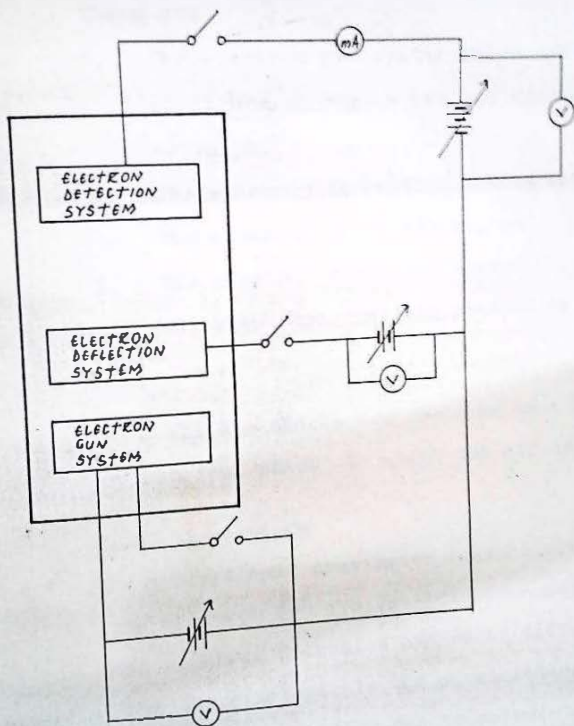 mA
V
ELECTRON
DETECTION
SYSTEM
ELECTRON
DEFLECTION
SYSTEM
V
ELECTRON
GUN
SYSTEM
V